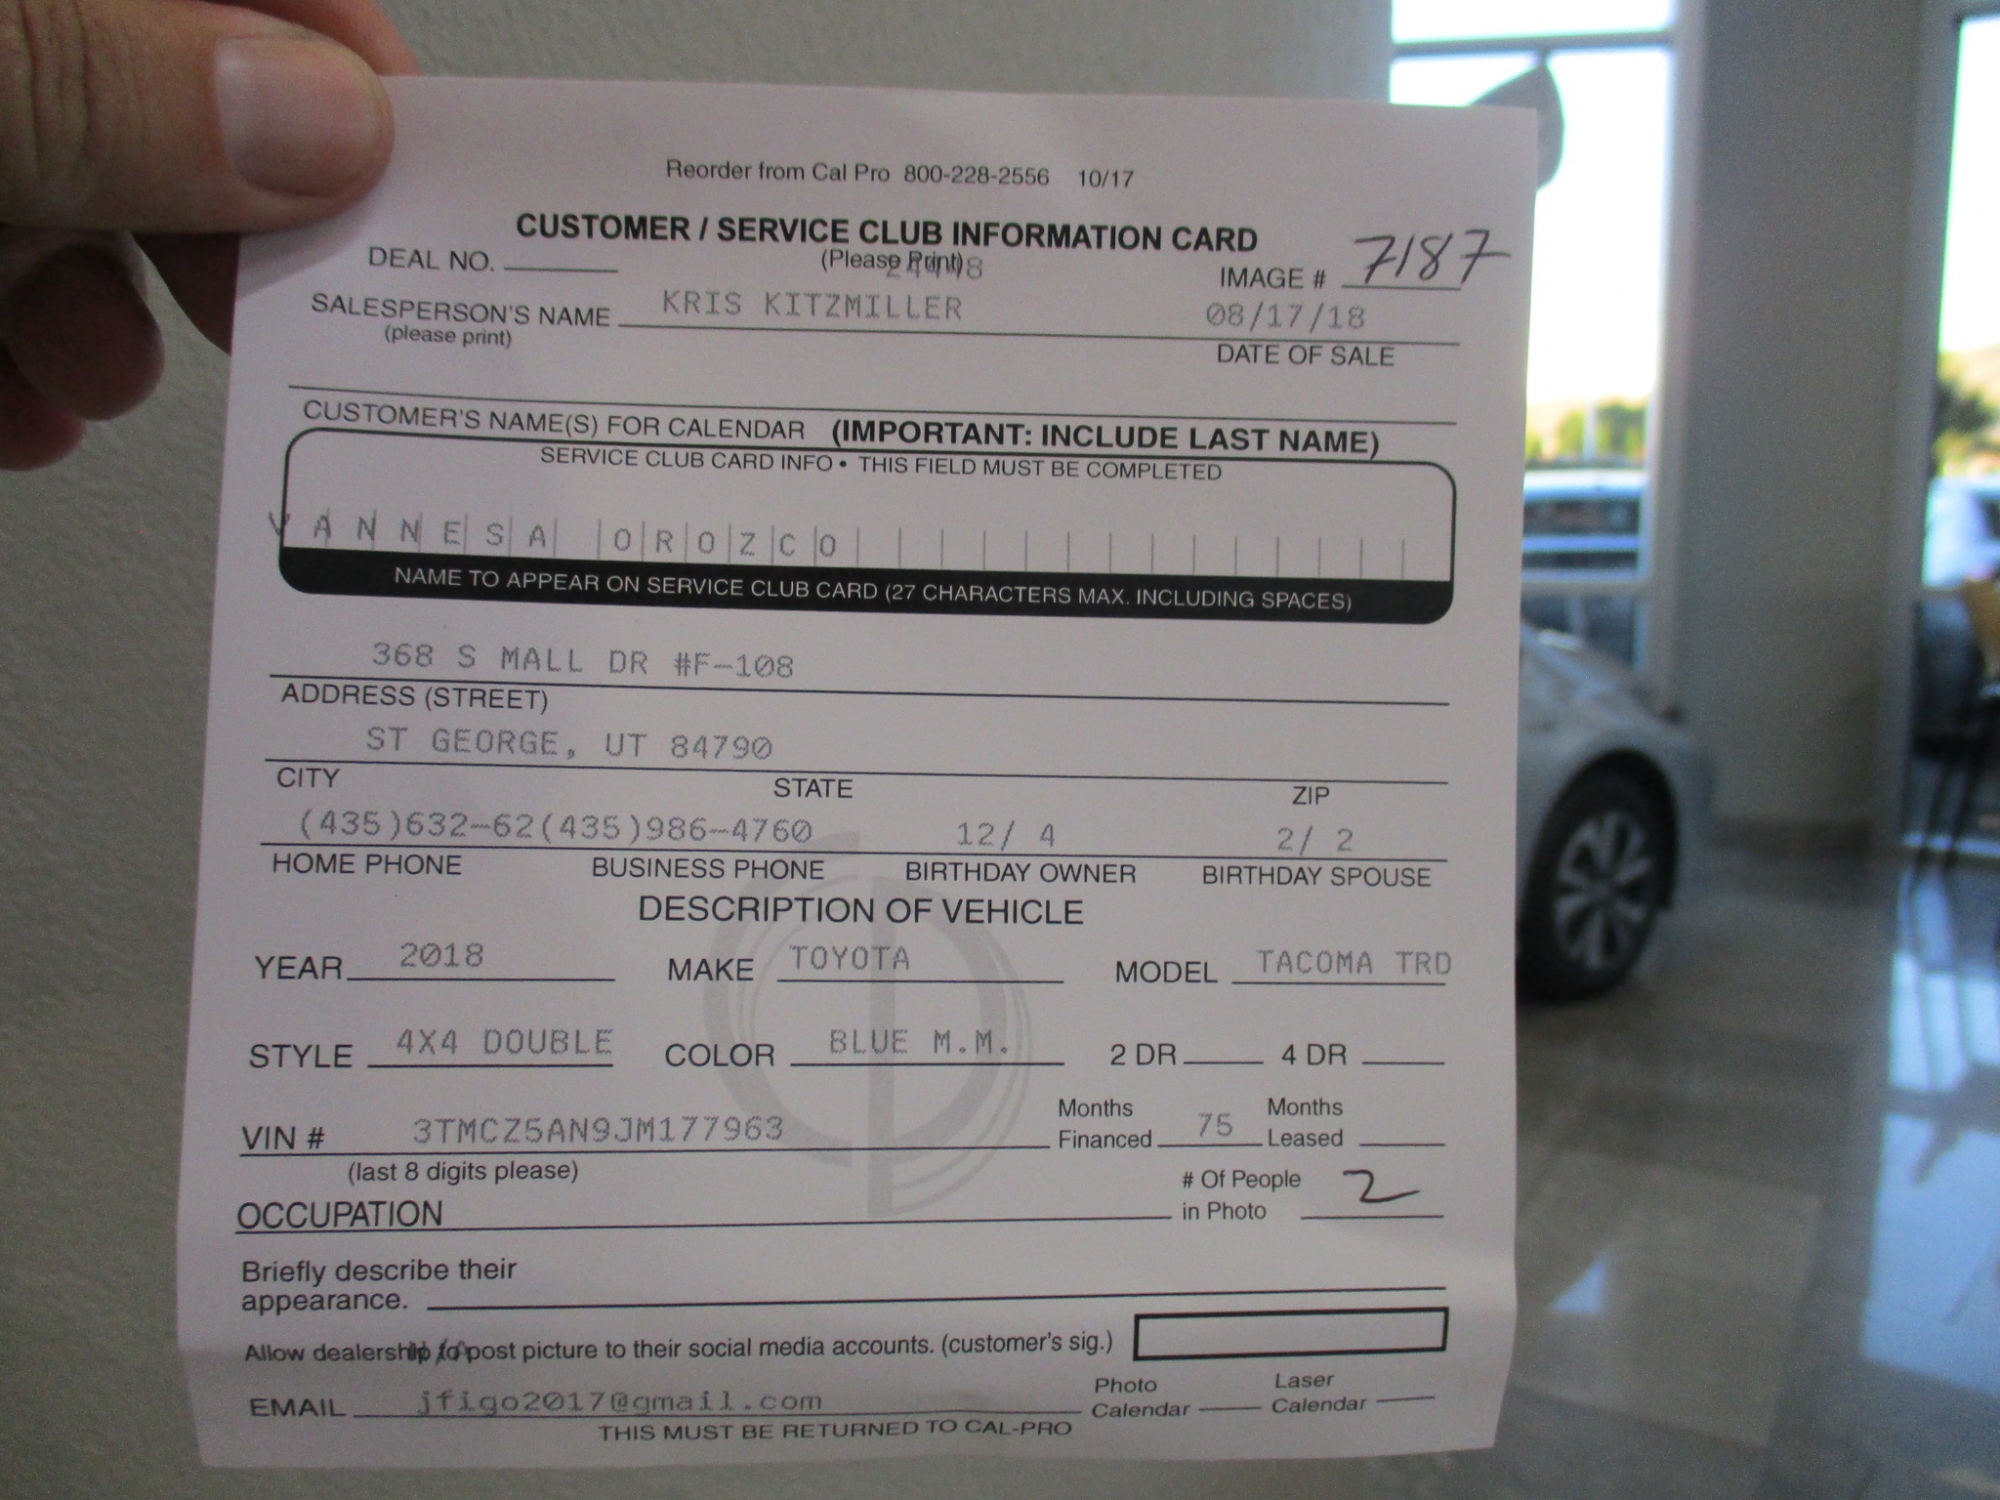 Reorder from Cal Pro 800-228-2556 10/17
CUSTOMER / SERVICE CLUB INFORMATION CARD
DEAL NO. (Please Print)
IMAGE # 7187
SALESPERSON'S NAME KRIS KITZMILLER 08/17/18
(please print) DATE OF SALE
CUSTOMER'S NAME(S) FOR CALENDAR (IMPORTANT: INCLUDE LAST NAME)
SERVICE CLUB CARD INFO • THIS FIELD MUST BE COMPLETED
VANNESA OROZCO
NAME TO APPEAR ON SERVICE CLUB CARD (27 CHARACTERS MAX. INCLUDING SPACES)
368 S MALL DR #F-108
ADDRESS (STREET)
ST GEORGE, UT 84790
CITY STATE ZIP
(435)632-62(435)986-4760 12/ 4 2/ 2
HOME PHONE BUSINESS PHONE BIRTHDAY OWNER BIRTHDAY SPOUSE
DESCRIPTION OF VEHICLE
YEAR 2018 MAKE TOYOTA MODEL TACOMA TRD
STYLE 4X4 DOUBLE COLOR BLUE M.M. 2 DR 4 DR
VIN # 3TMCZ5AN9JM177963 Months Financed 75 Months Leased
(last 8 digits please)
OCCUPATION # Of People in Photo 2
Briefly describe their
appearance.
Allow dealership to post picture to their social media accounts. (customer's sig.)
EMAIL jfigo2017@gmail.com Photo Calendar Laser Calendar
THIS MUST BE RETURNED TO CAL-PRO